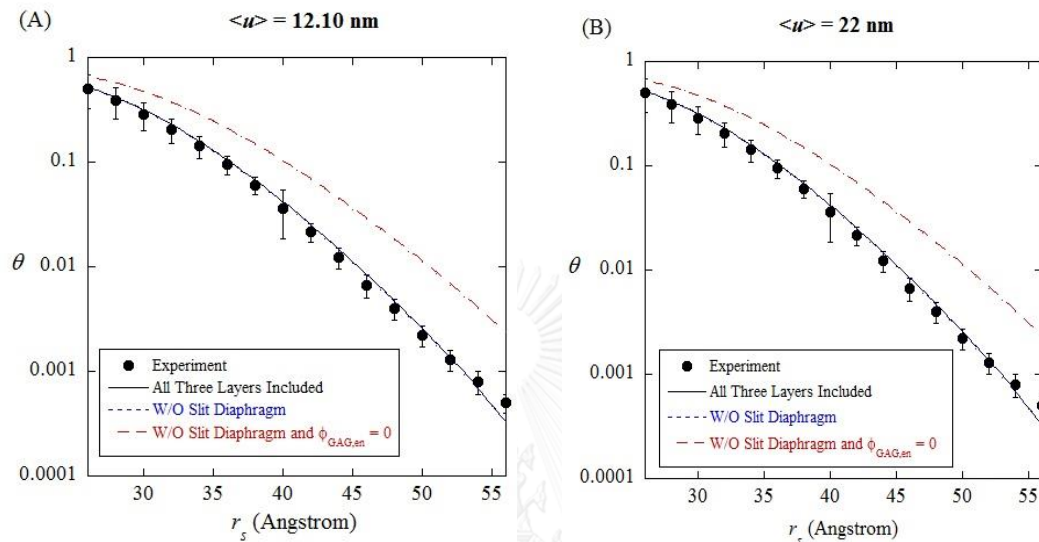 (A)
<u> = 12.10 nm
1
0.1
θ 0.01
0.001
0.0001
Experiment
All Three Layers Included
W/O Slit Diaphragm
W/O Slit Diaphragm and ϕGAG,en = 0
30 35 40 45 50 55
rs (Angstrom)
(B)
<u> = 22 nm
1
0.1
θ 0.01
0.001
0.0001
Experiment
All Three Layers Included
W/O Slit Diaphragm
W/O Slit Diaphragm and ϕGAG,en = 0
30 35 40 45 50 55
rs (Angstrom)